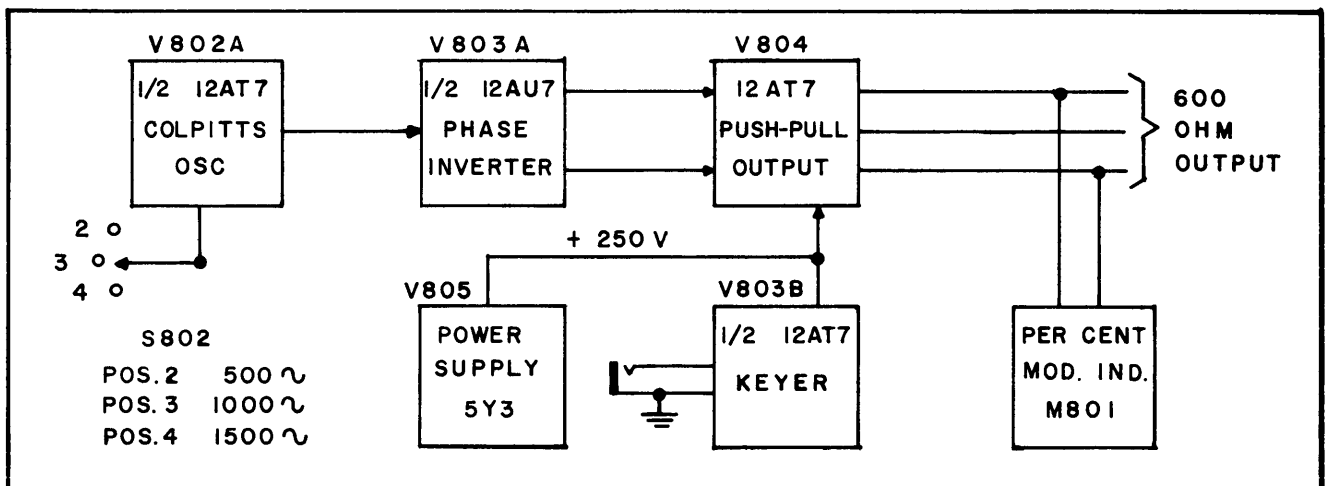 V802A
1/2 12AT7
COLPITTS
OSC
V803A
1/2 12AU7
PHASE
INVERTER
V804
12AT7
PUSH-PULL
OUTPUT
600
OHM
OUTPUT
2
3
4
S802
POS.2 500∿
POS.3 1000∿
POS.4 1500∿
+ 250 V
V805
POWER
SUPPLY
5Y3
V803B
1/2 12AT7
KEYER
PER CENT
MOD. IND.
M801